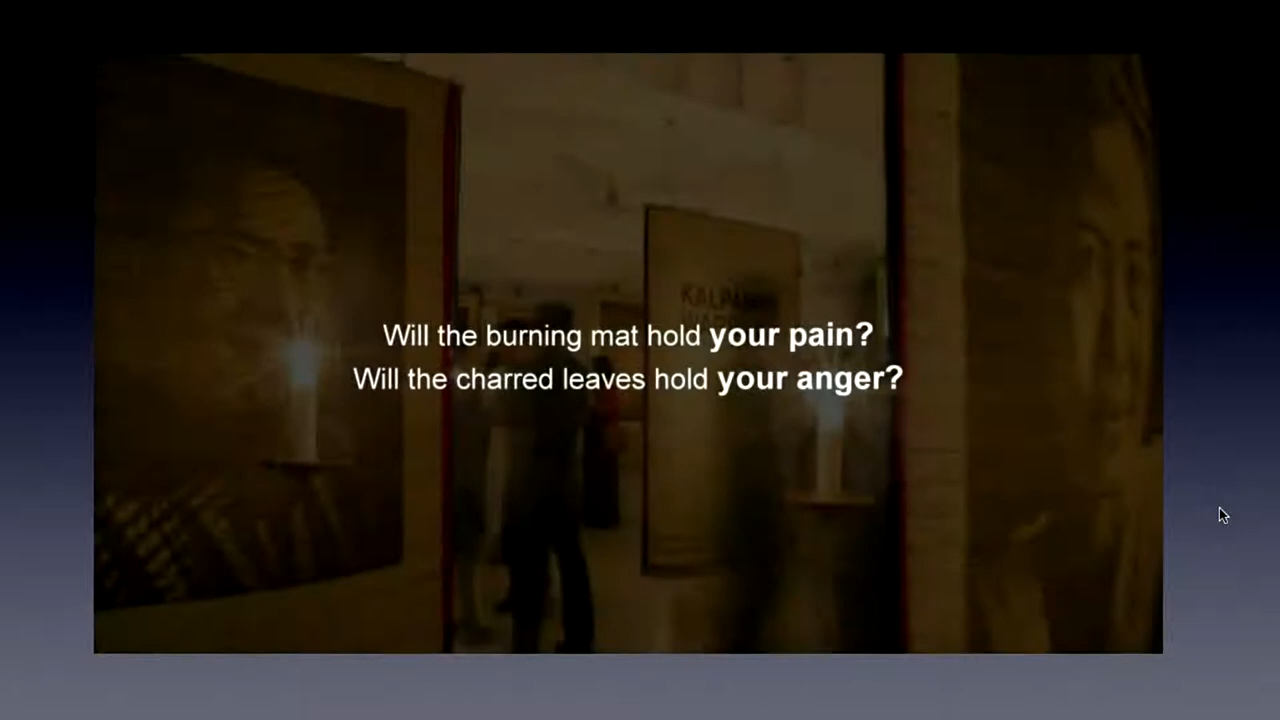 Will the burning mat hold your pain?
Will the charred leaves hold your anger?